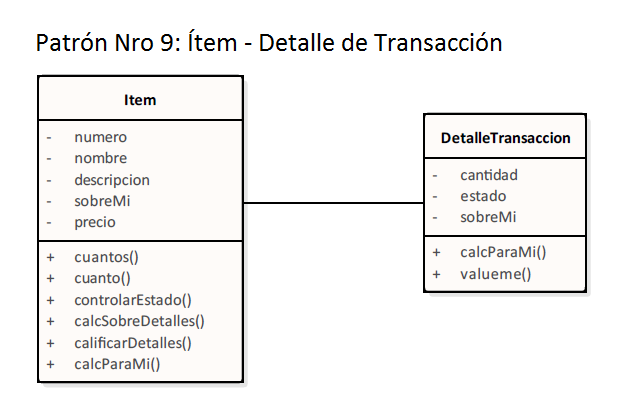 Patrón Nro 9: Ítem - Detalle de Transacción
Item
- numero
- nombre
- descripcion
- sobreMi
- precio
+ cuantos()
+ cuanto()
+ controlarEstado()
+ calcSobreDetalles()
+ calificarDetalles()
+ calcParaMi()
DetalleTransaccion
- cantidad
- estado
- sobreMi
+ calcParaMi()
+ valueme()